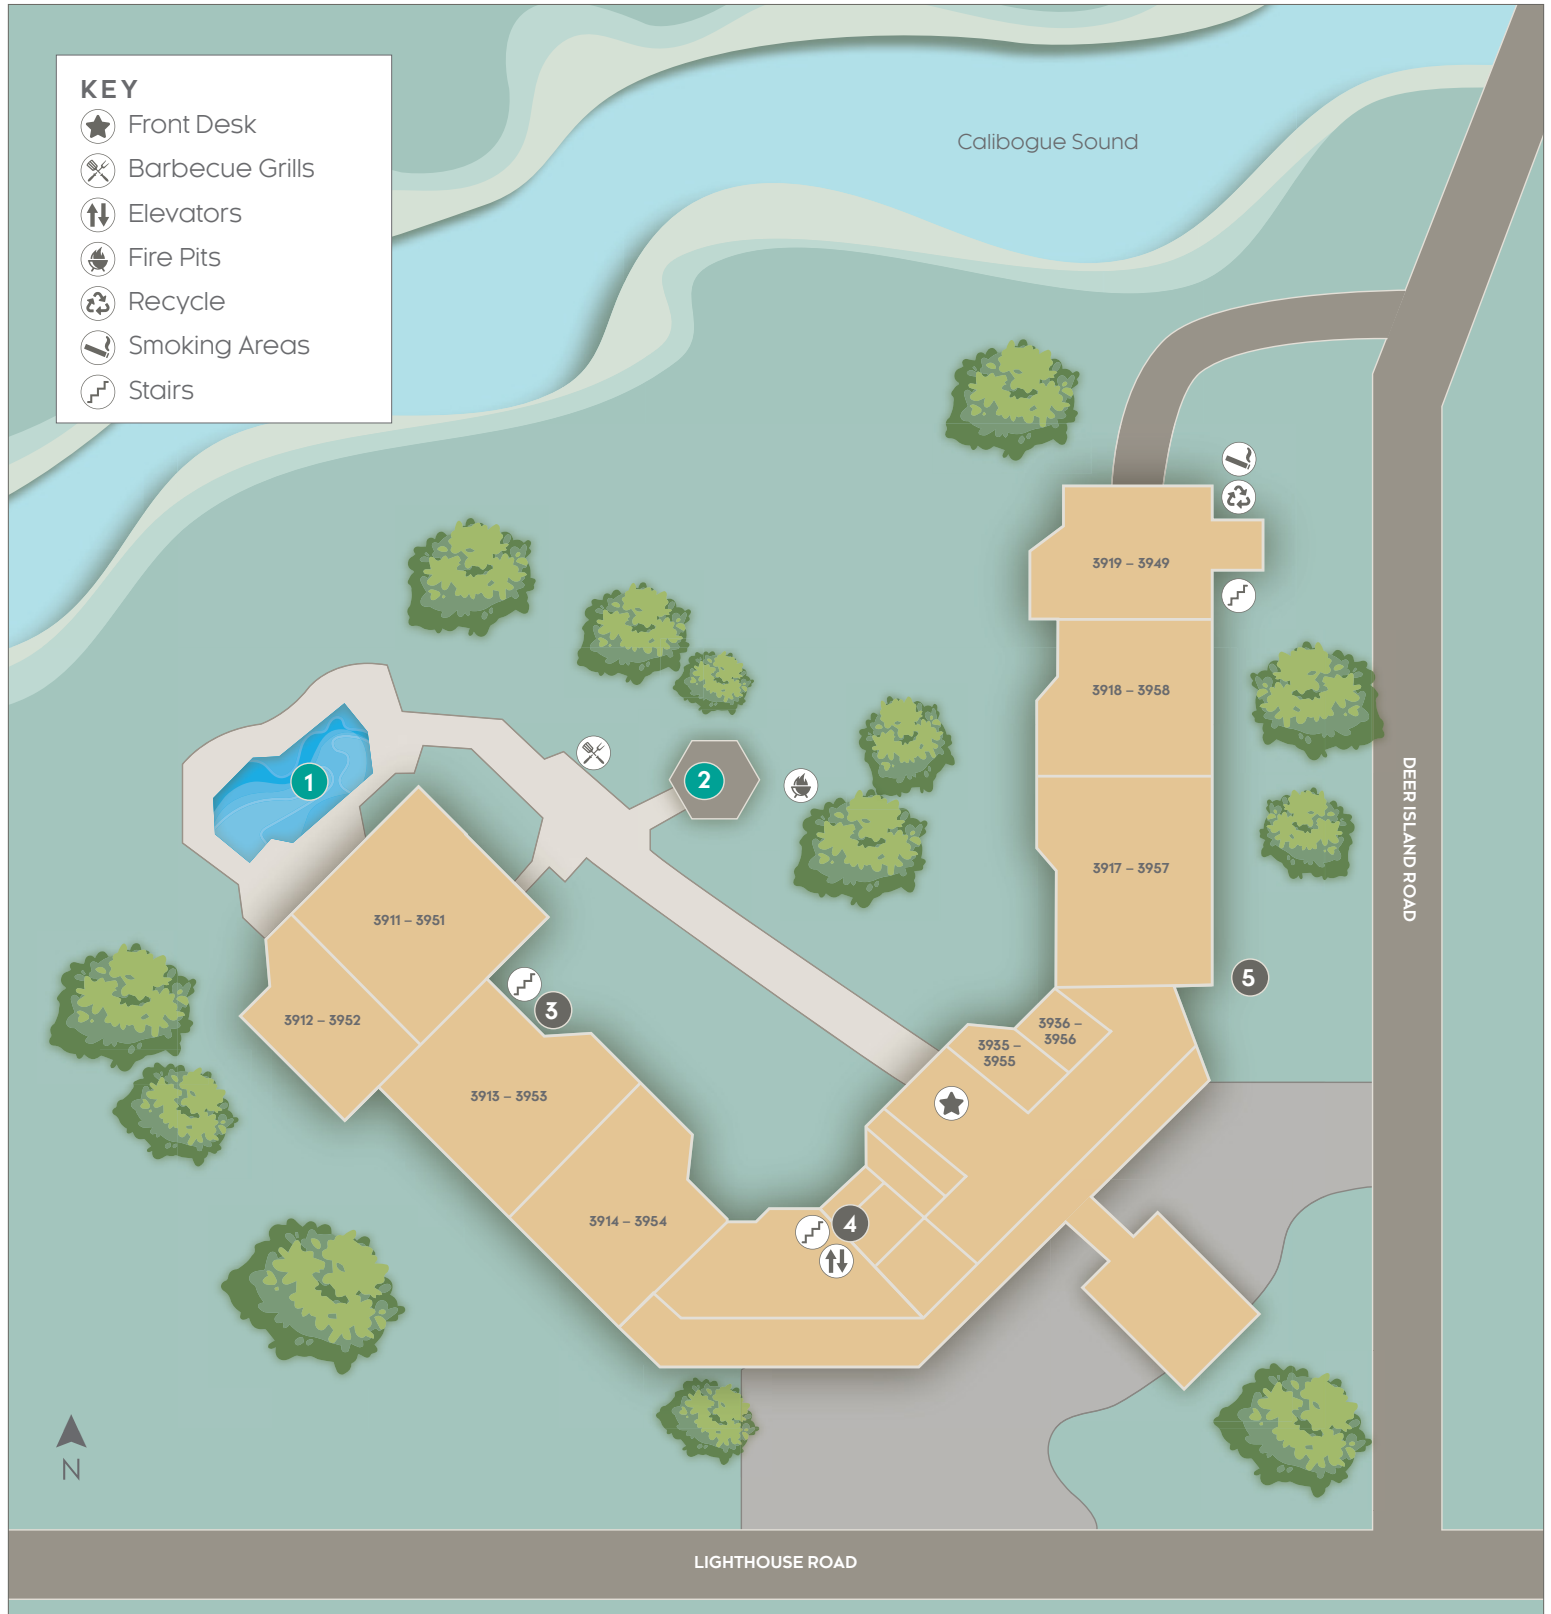 KEY
Front Desk
Barbecue Grills
Elevators
Fire Pits
Recycle
Smoking Areas
Stairs
Calibogue Sound
3919 – 3949
3918 – 3958
3917 – 3957
DEER ISLAND ROAD
1
2
3911 – 3951
3912 – 3952
3
5
3936 –
3956
3935 –
3955
3913 – 3953
3914 – 3954
4
N
LIGHTHOUSE ROAD